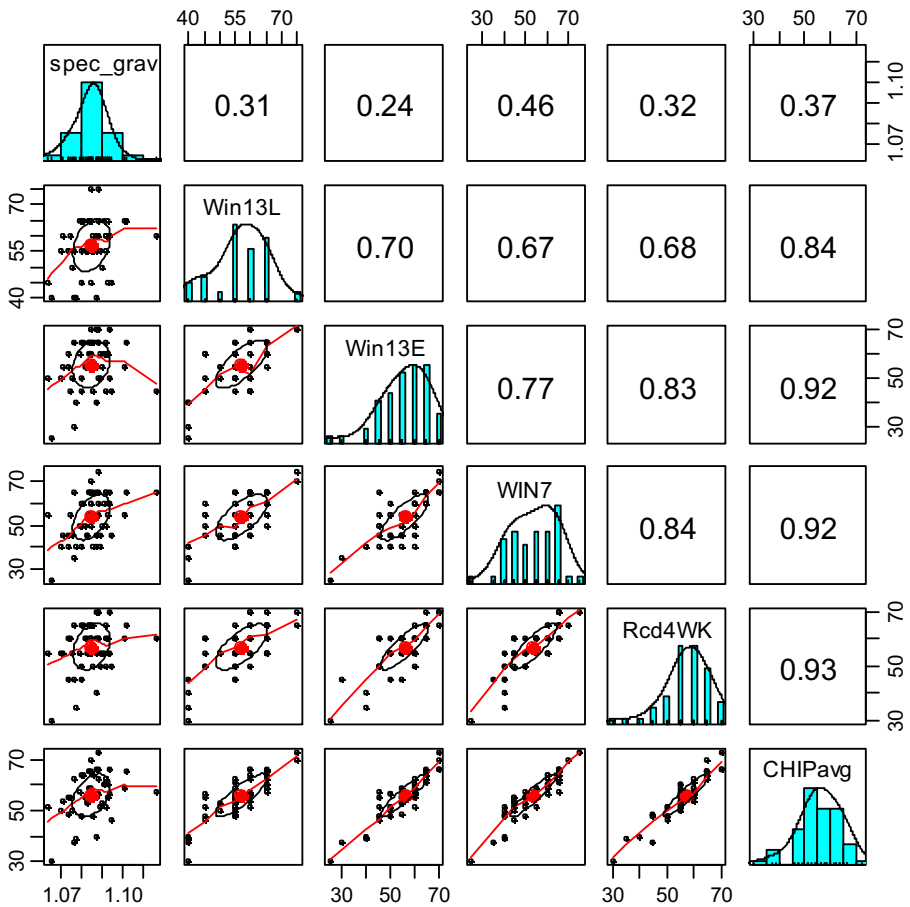 40 55 70 30 50 70 30 50 70
spec_grav 0.31 0.24 0.46 0.32 0.37 1.07 1.10
40 55 70 Win13L 0.70 0.67 0.68 0.84
Win13E 0.77 0.83 0.92 30 50 70
30 50 70 WIN7 0.84 0.92
Rcd4WK 0.93 30 50 70
30 50 70 CHIPavg
1.07 1.10 30 50 70 30 50 70